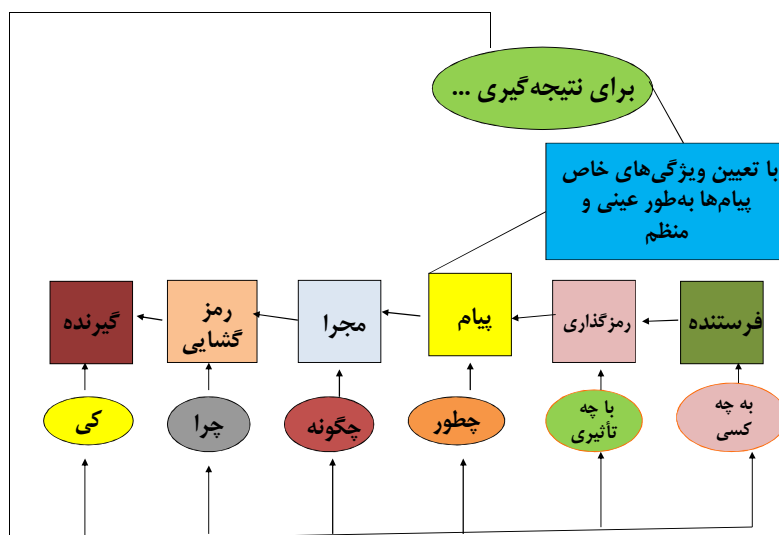 برای نتیجه‌گیری ...
با تعیین ویژگی‌های خاص
پیام‌ها به‌طور عینی و
منظم
فرستنده
رمزگذاری
پیام
مجرا
رمز
گشایی
گیرنده
به چه
کسی
با چه
تأثیری
چطور
چگونه
چرا
کی